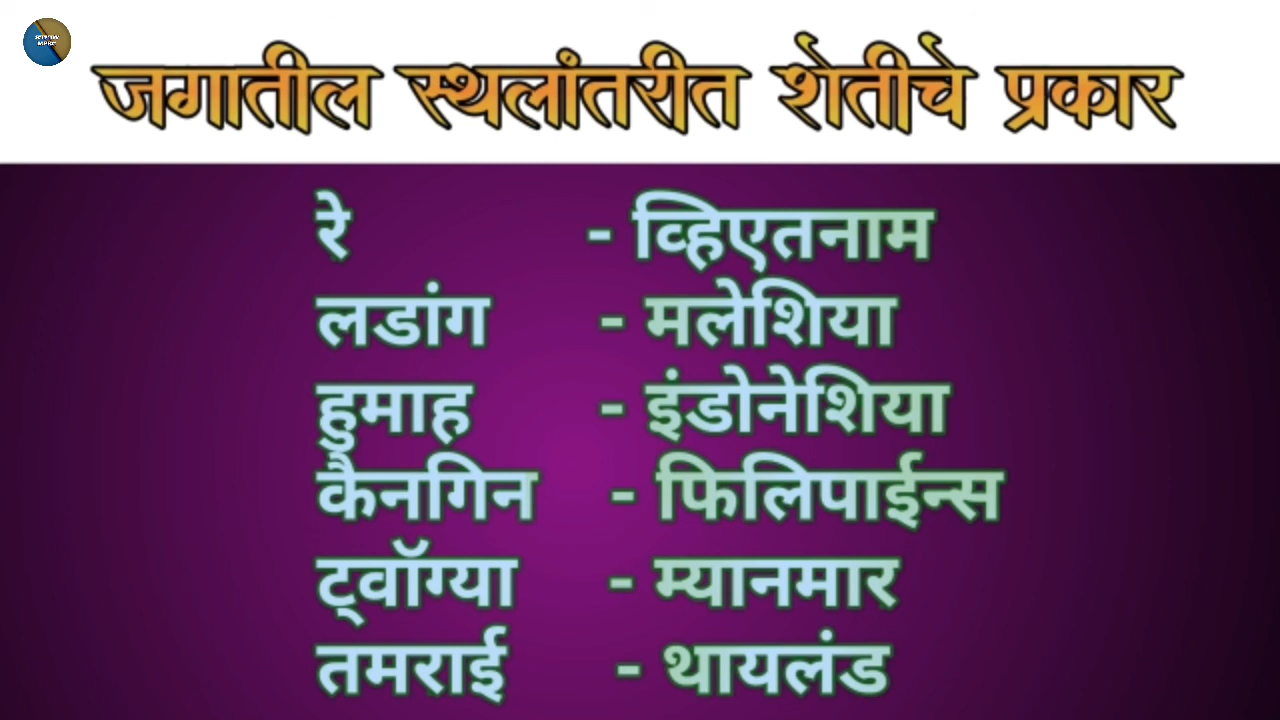 जगातील स्थलांतरीत शेतीचे प्रकार
रे - व्हिएतनाम
लडांग - मलेशिया
हुमाह - इंडोनेशिया
कैनगिन - फिलिपाईन्स
ट्वॉग्या - म्यानमार
तमराई - थायलंड